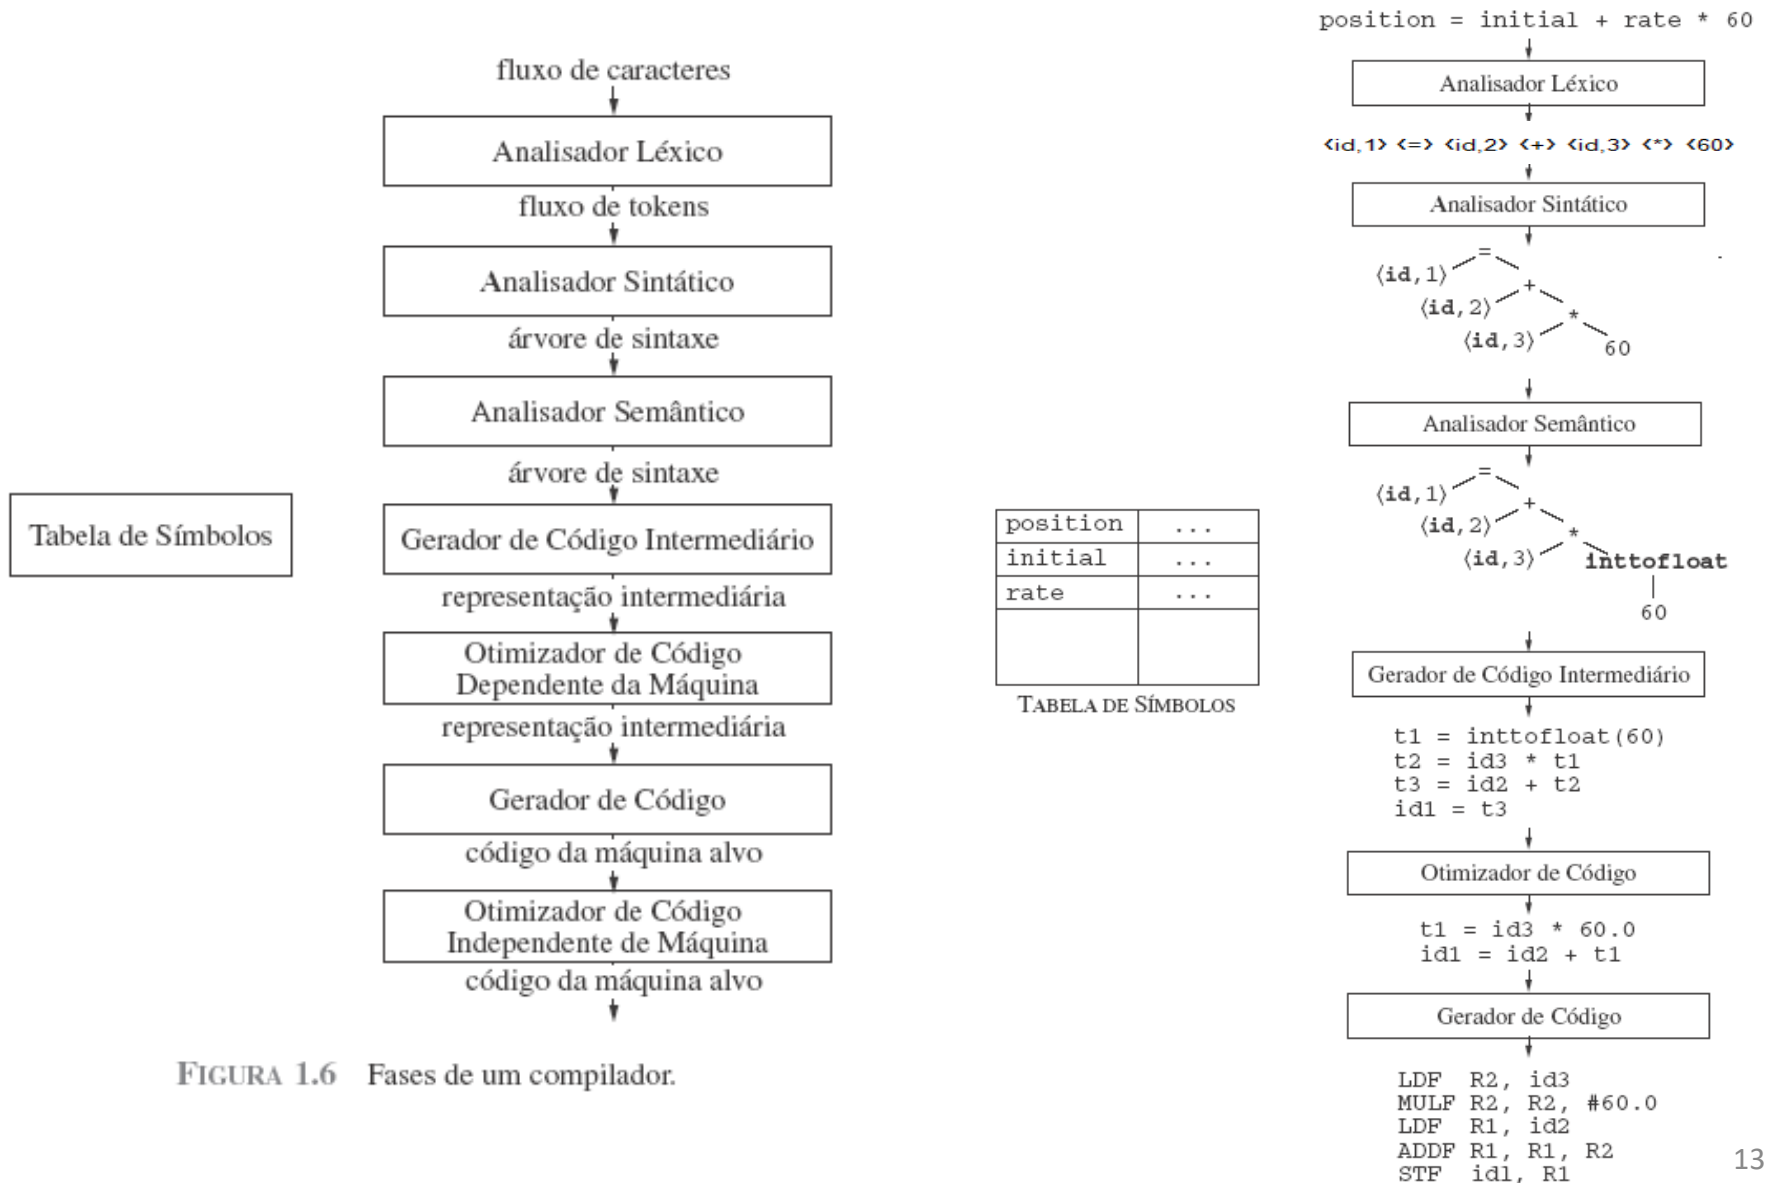 fluxo de caracteres
Analisador Léxico
fluxo de tokens
Analisador Sintático
árvore de sintaxe
Analisador Semântico
árvore de sintaxe
Tabela de Símbolos
Gerador de Código Intermediário
representação intermediária
Otimizador de Código
Dependente da Máquina
representação intermediária
Gerador de Código
código da máquina alvo
Otimizador de Código
Independente de Máquina
código da máquina alvo
FIGURA 1.6 Fases de um compilador.
position ...
initial ...
rate ...
TABELA DE SÍMBOLOS
position = initial + rate * 60
Analisador Léxico
<id,1> <=> <id,2> <+> <id,3> <*> <60>
Analisador Sintático
=
⟨id,1⟩ +
⟨id,2⟩ *
⟨id,3⟩ 60
Analisador Semântico
=
⟨id,1⟩ +
⟨id,2⟩ *
⟨id,3⟩ inttofloat
60
Gerador de Código Intermediário
t1 = inttofloat(60)
t2 = id3 * t1
t3 = id2 + t2
id1 = t3
Otimizador de Código
t1 = id3 * 60.0
id1 = id2 + t1
Gerador de Código
LDF R2, id3
MULF R2, R2, #60.0
LDF R1, id2
ADDF R1, R1, R2
STF id1, R1
13